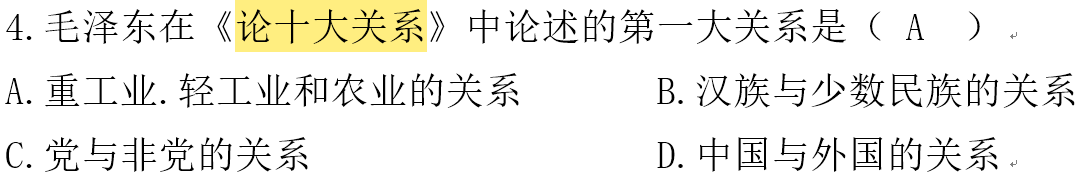 4. 毛泽东在《论十大关系》中论述的第一大关系是（ A ）
A. 重工业.轻工业和农业的关系 B. 汉族与少数民族的关系
C. 党与非党的关系 D. 中国与外国的关系